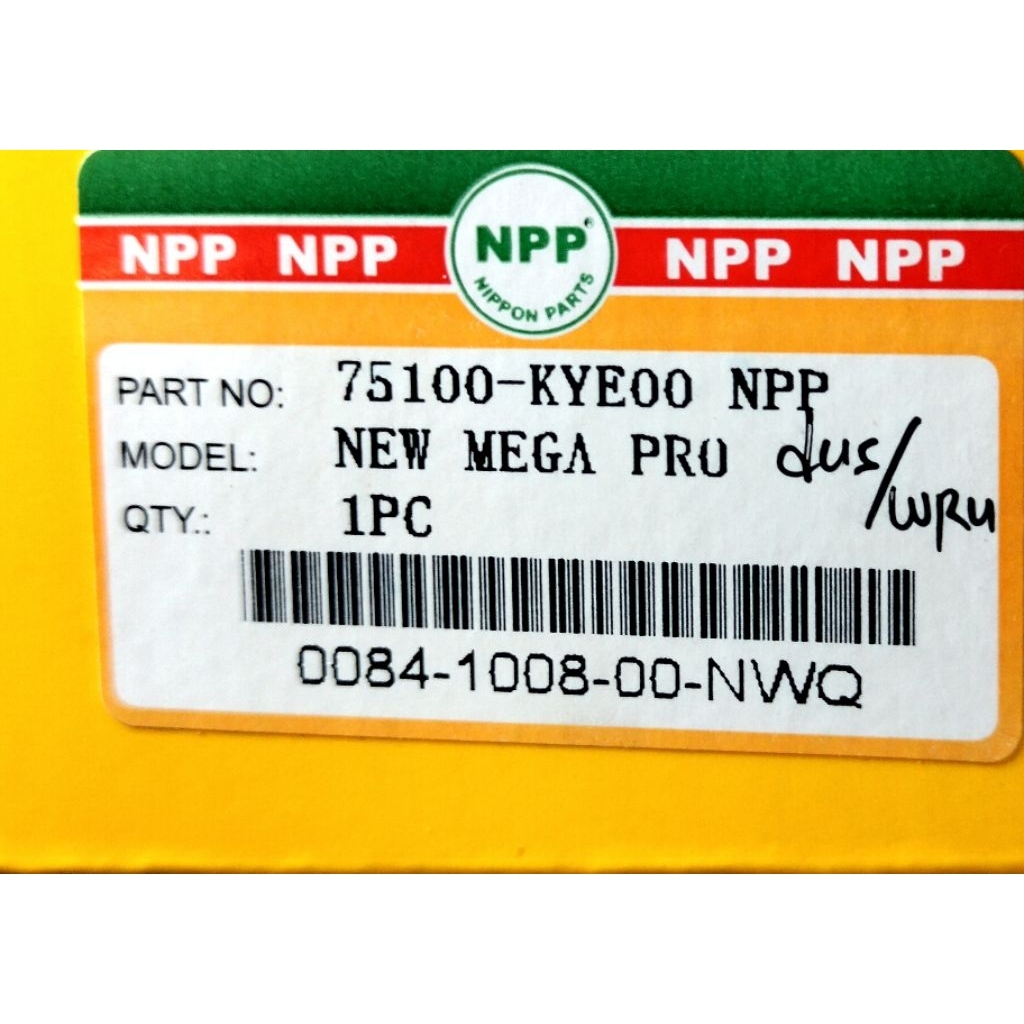 NPP NPP NPP® NPP NPP
NIPPON PARTS
PART NO: 75100-KYE00 NPP
MODEL: NEW MEGA PRO dus/
wpru
QTY.: 1PC
0084-1008-00-NWQ